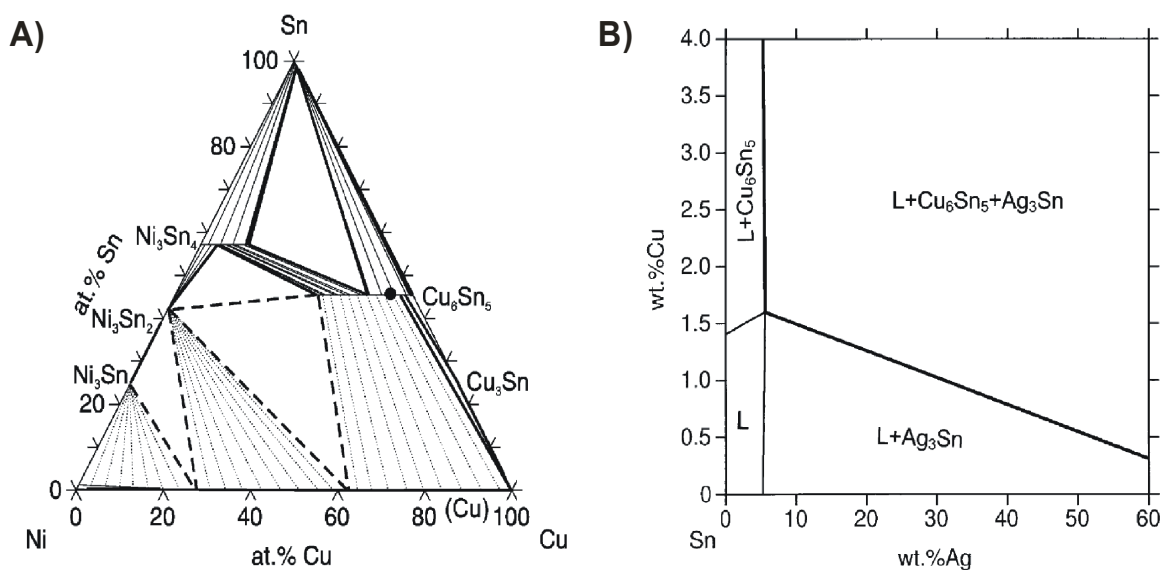 A)
Sn
100
80
Ni₃Sn₄
at.% Sn
Ni₃Sn₂
Cu₆Sn₅
Ni₃Sn
Cu₃Sn
20
0
(Cu)
0 20 40 60 80 100
Ni
at.% Cu
Cu
B)
4.0
3.5
3.0
2.5
2.0
1.5
1.0
0.5
0
wt.%Cu
L+Cu₆Sn₅
L+Cu₆Sn₅+Ag₃Sn
L
L+Ag₃Sn
0 10 20 30 40 50 60
Sn
wt.%Ag